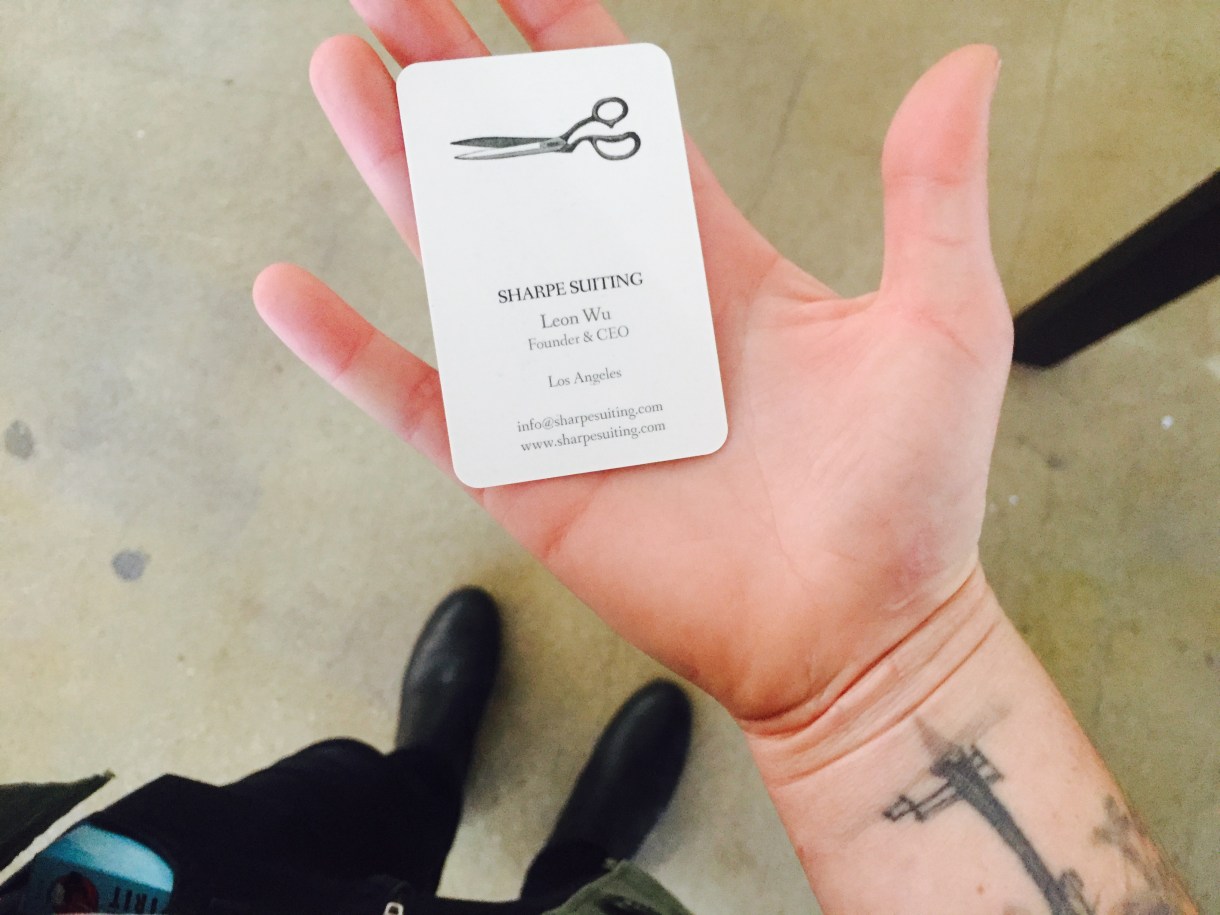 SHARPE SUITING
Leon Wu
Founder & CEO
Los Angeles
info@sharpesuiting.com
www.sharpesuiting.com